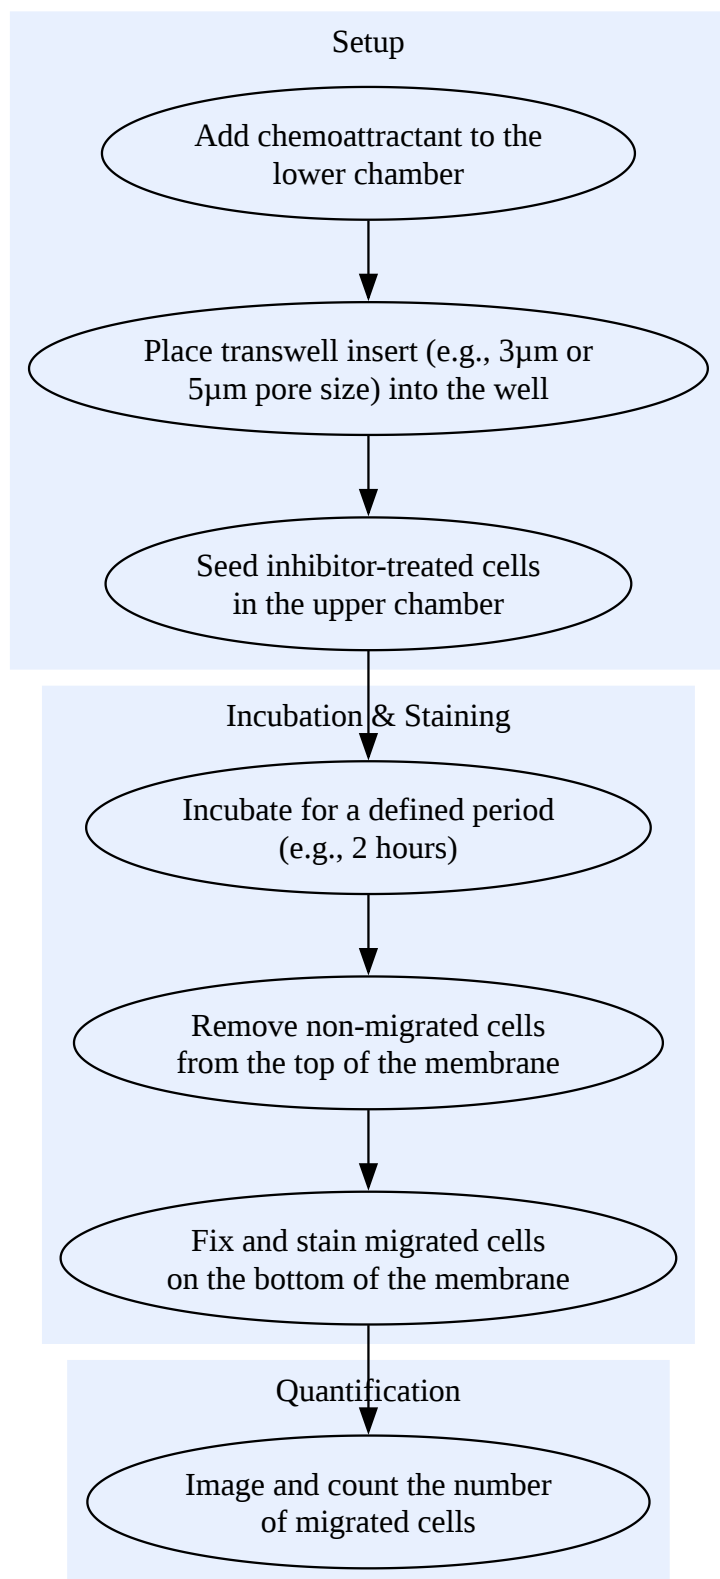 Setup
Add chemoattractant to the
lower chamber
Place transwell insert (e.g., 3µm or
5µm pore size) into the well
Seed inhibitor-treated cells
in the upper chamber
Incubation & Staining
Incubate for a defined period
(e.g., 2 hours)
Remove non-migrated cells
from the top of the membrane
Fix and stain migrated cells
on the bottom of the membrane
Quantification
Image and count the number
of migrated cells